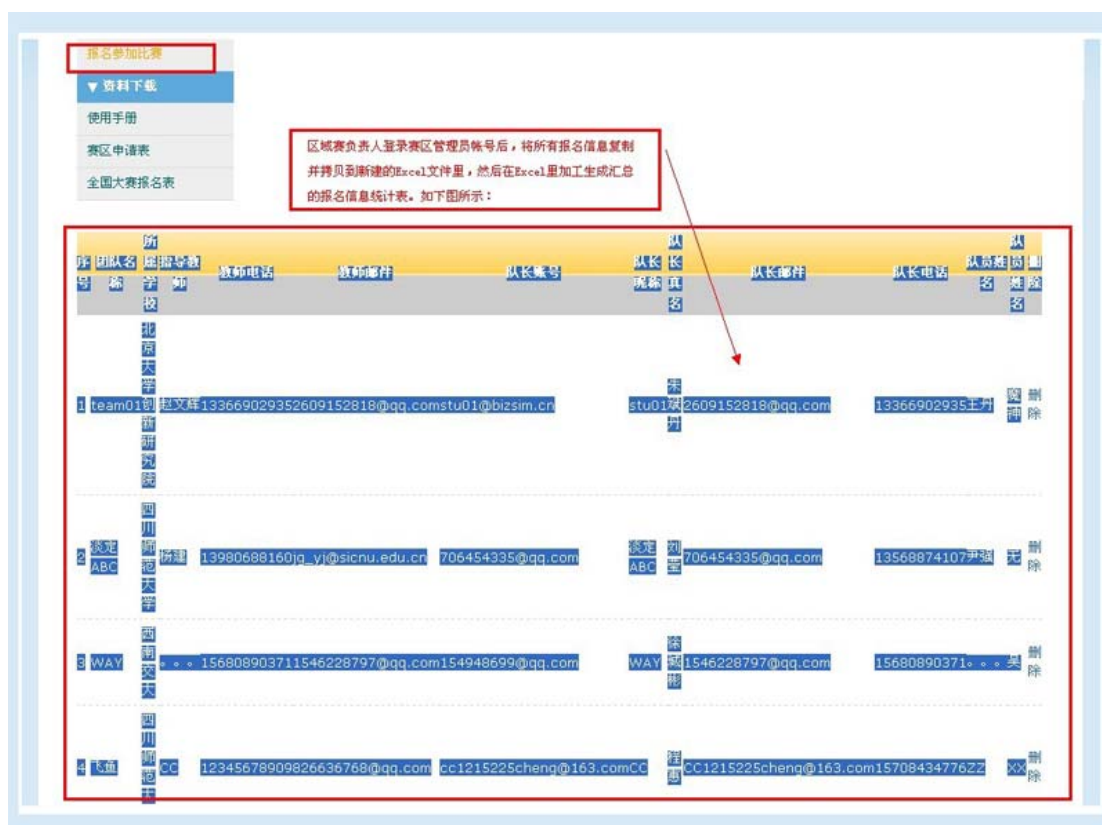 报名参加比赛
▼ 资料下载
使用手册
赛区申请表
全国大赛报名表
区域赛负责人登录赛区管理员帐号后，将所有报名信息复制
并拷贝到新建的Excel文件里，然后在Excel里加工生成汇总
的报名信息统计表。如下图所示：
序号 团队名称 所在学校 指导教师 教师电话 教师邮件 队长账号 队长昵称 队长真名 队长邮件 队长电话 队员姓名 队员姓名 删除
1 team01 北京大学创新研究院 赵文辉 13366902935 2609152818@qq.com stu01@bizsim.cn stu01 朱斌丹 2609152818@qq.com 13366902935 王丹 删除
2 淡定ABC 四川师范大学 杨建 13980688160 jg_yj@sicnu.edu.cn 706454335@qq.com 淡定ABC 刘莹 706454335@qq.com 13568874107 尹强 无 删除
3 WAY 西南交大 。。。 15680890371 1546228797@qq.com 154948699@qq.com WAY 徐彬 1546228797@qq.com 15680890371 。。。 吴 删除
4 飞鱼 四川师范大 CC 12345678909 826636768@qq.com cc1215225cheng@163.com CC 程惠 CC1215225cheng@163.com 15708434776 ZZ XX 删除